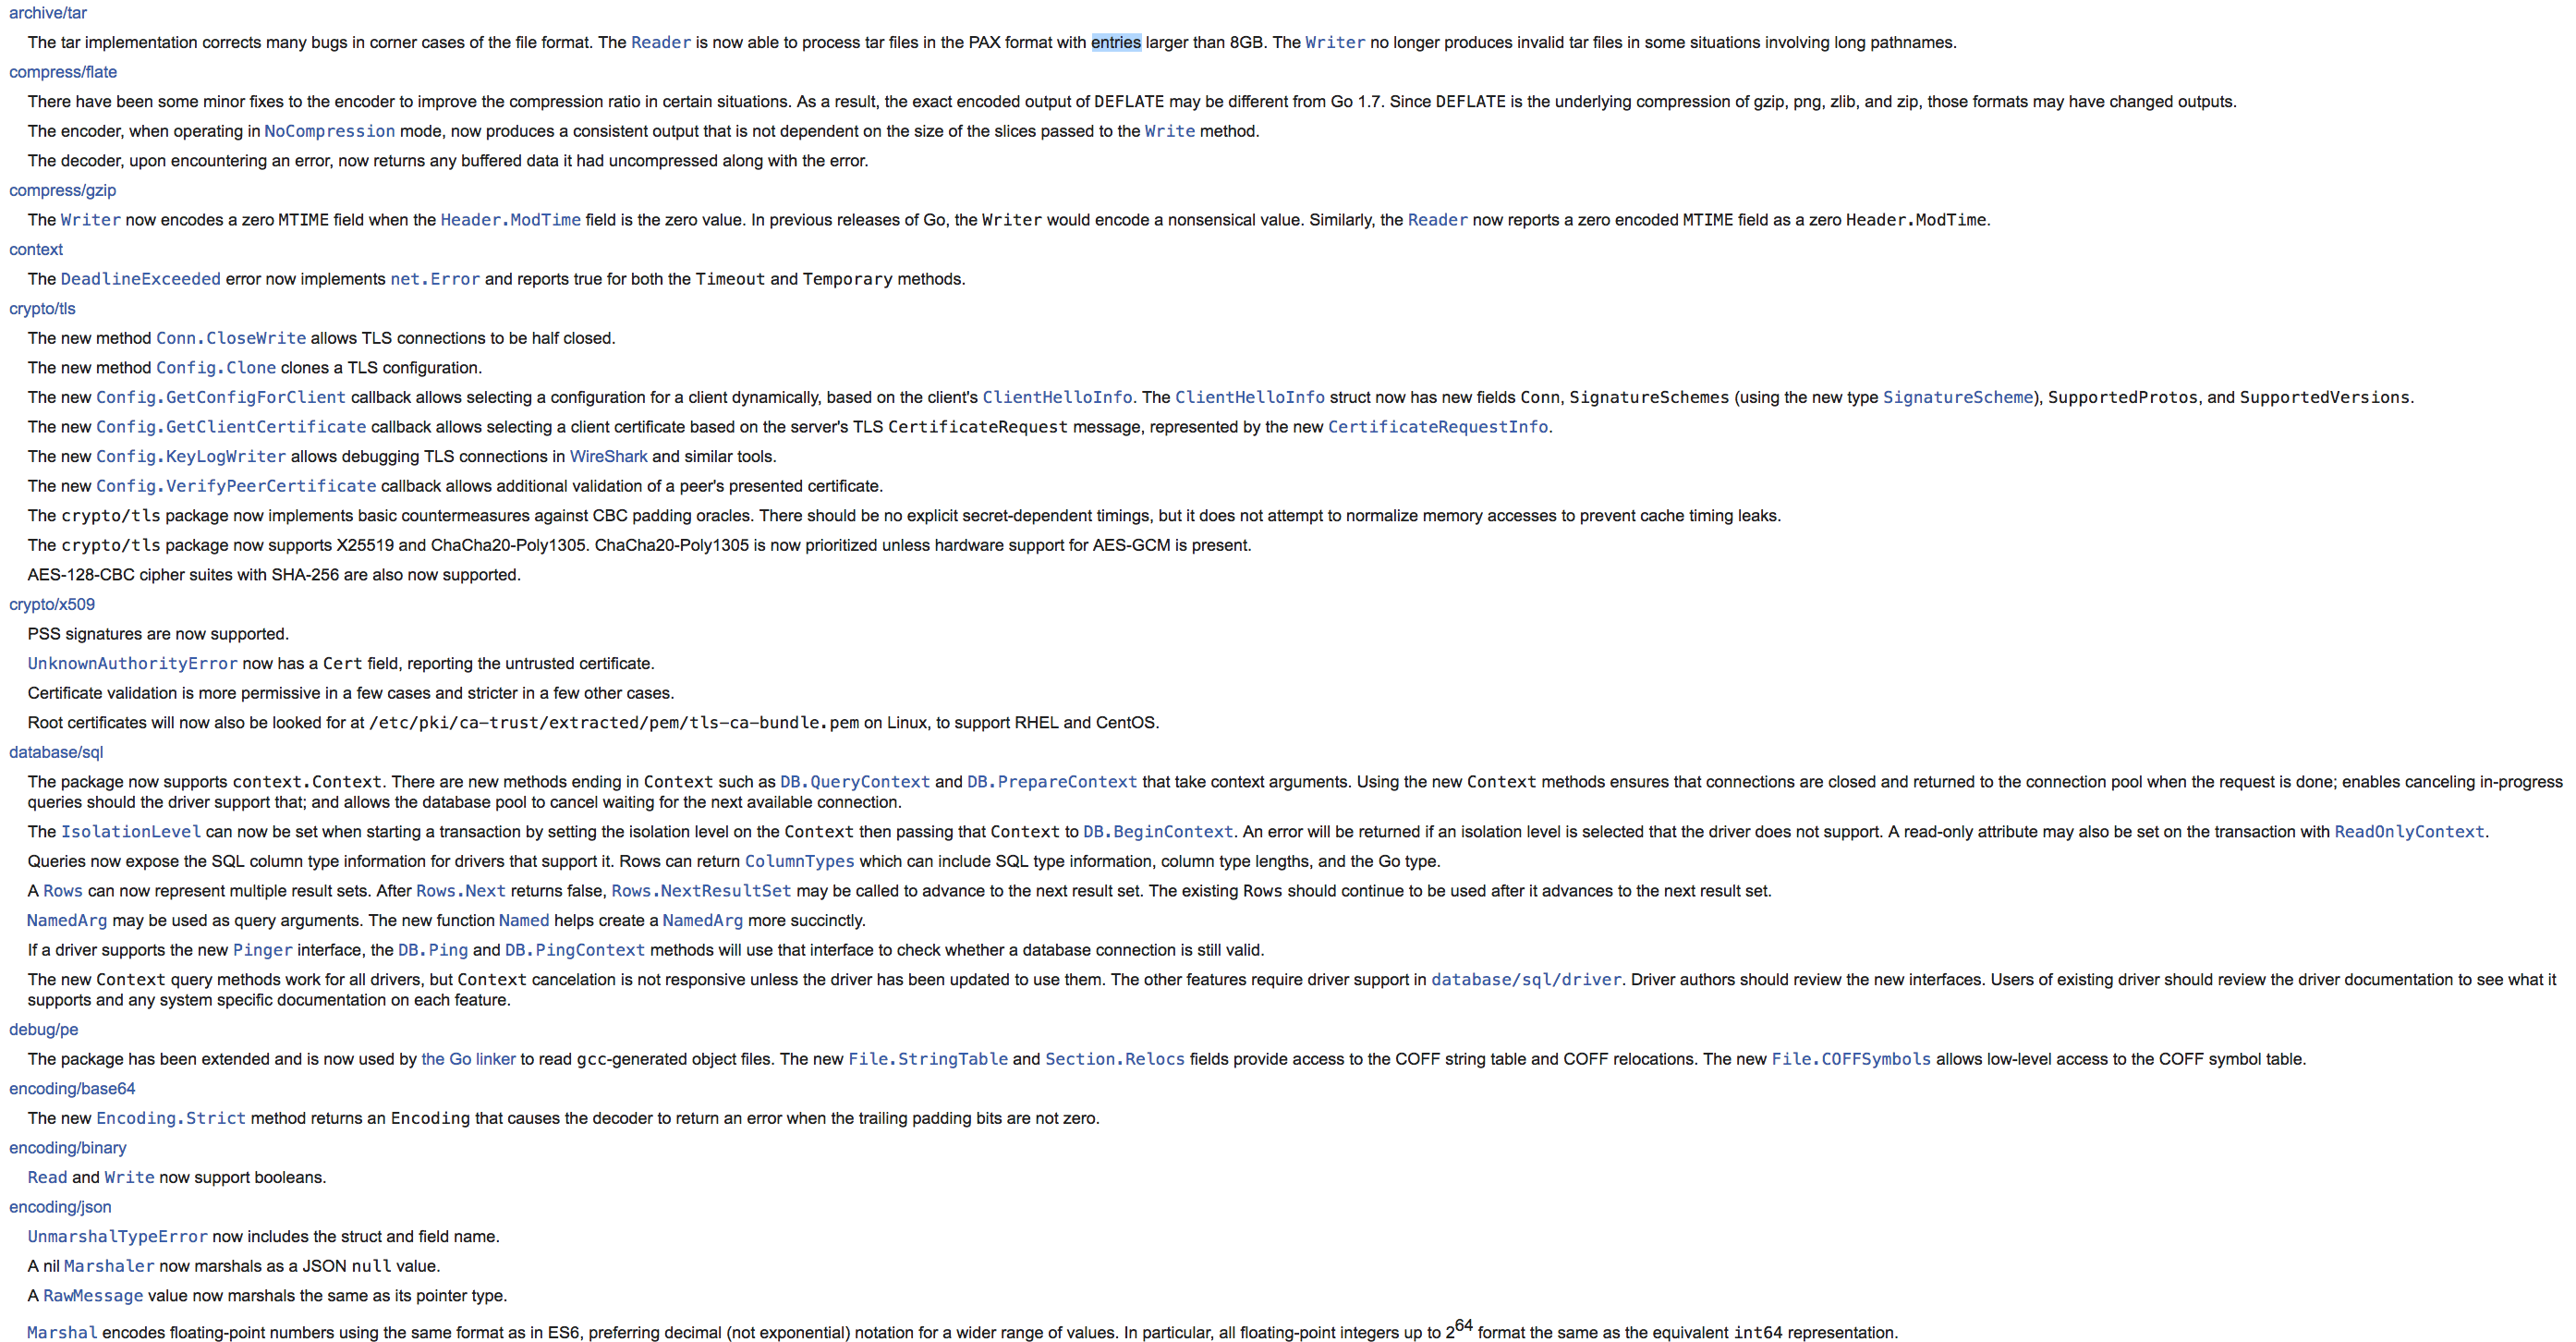 archive/tar
The tar implementation corrects many bugs in corner cases of the file format. The Reader is now able to process tar files in the PAX format with entries larger than 8GB. The Writer no longer produces invalid tar files in some situations involving long pathnames.
compress/flate
There have been some minor fixes to the encoder to improve the compression ratio in certain situations. As a result, the exact encoded output of DEFLATE may be different from Go 1.7. Since DEFLATE is the underlying compression of gzip, png, zlib, and zip, those formats may have changed outputs.
The encoder, when operating in NoCompression mode, now produces a consistent output that is not dependent on the size of the slices passed to the Write method.
The decoder, upon encountering an error, now returns any buffered data it had uncompressed along with the error.
compress/gzip
The Writer now encodes a zero MTIME field when the Header.ModTime field is the zero value. In previous releases of Go, the Writer would encode a nonsensical value. Similarly, the Reader now reports a zero encoded MTIME field as a zero Header.ModTime.
context
The DeadlineExceeded error now implements net.Error and reports true for both the Timeout and Temporary methods.
crypto/tls
The new method Conn.CloseWrite allows TLS connections to be half closed.
The new method Config.Clone clones a TLS configuration.
The new Config.GetConfigForClient callback allows selecting a configuration for a client dynamically, based on the client's ClientHelloInfo. The ClientHelloInfo struct now has new fields Conn, SignatureSchemes (using the new type SignatureScheme), SupportedProtos, and SupportedVersions.
The new Config.GetClientCertificate callback allows selecting a client certificate based on the server's TLS CertificateRequest message, represented by the new CertificateRequestInfo.
The new Config.KeyLogWriter allows debugging TLS connections in WireShark and similar tools.
The new Config.VerifyPeerCertificate callback allows additional validation of a peer's presented certificate.
The crypto/tls package now implements basic countermeasures against CBC padding oracles. There should be no explicit secret-dependent timings, but it does not attempt to normalize memory accesses to prevent cache timing leaks.
The crypto/tls package now supports X25519 and ChaCha20-Poly1305. ChaCha20-Poly1305 is now prioritized unless hardware support for AES-GCM is present.
AES-128-CBC cipher suites with SHA-256 are also now supported.
crypto/x509
PSS signatures are now supported.
UnknownAuthorityError now has a Cert field, reporting the untrusted certificate.
Certificate validation is more permissive in a few cases and stricter in a few other cases.
Root certificates will now also be looked for at /etc/pki/ca-trust/extracted/pem/tls-ca-bundle.pem on Linux, to support RHEL and CentOS.
database/sql
The package now supports context.Context. There are new methods ending in Context such as DB.QueryContext and DB.PrepareContext that take context arguments. Using the new Context methods ensures that connections are closed and returned to the connection pool when the request is done; enables canceling in-progress
queries should the driver support that; and allows the database pool to cancel waiting for the next available connection.
The IsolationLevel can now be set when starting a transaction by setting the isolation level on the Context then passing that Context to DB.BeginContext. An error will be returned if an isolation level is selected that the driver does not support. A read-only attribute may also be set on the transaction with ReadOnlyContext.
Queries now expose the SQL column type information for drivers that support it. Rows can return ColumnTypes which can include SQL type information, column type lengths, and the Go type.
A Rows can now represent multiple result sets. After Rows.Next returns false, Rows.NextResultSet may be called to advance to the next result set. The existing Rows should continue to be used after it advances to the next result set.
NamedArg may be used as query arguments. The new function Named helps create a NamedArg more succinctly.
If a driver supports the new Pinger interface, the DB.Ping and DB.PingContext methods will use that interface to check whether a database connection is still valid.
The new Context query methods work for all drivers, but Context cancelation is not responsive unless the driver has been updated to use them. The other features require driver support in database/sql/driver. Driver authors should review the new interfaces. Users of existing driver should review the driver documentation to see what it
supports and any system specific documentation on each feature.
debug/pe
The package has been extended and is now used by the Go linker to read gcc-generated object files. The new File.StringTable and Section.Relocs fields provide access to the COFF string table and COFF relocations. The new File.COFFSymbols allows low-level access to the COFF symbol table.
encoding/base64
The new Encoding.Strict method returns an Encoding that causes the decoder to return an error when the trailing padding bits are not zero.
encoding/binary
Read and Write now support booleans.
encoding/json
UnmarshalTypeError now includes the struct and field name.
A nil Marshaler now marshals as a JSON null value.
A RawMessage value now marshals the same as its pointer type.
Marshal encodes floating-point numbers using the same format as in ES6, preferring decimal (not exponential) notation for a wider range of values. In particular, all floating-point integers up to 2^64 format the same as the equivalent int64 representation.